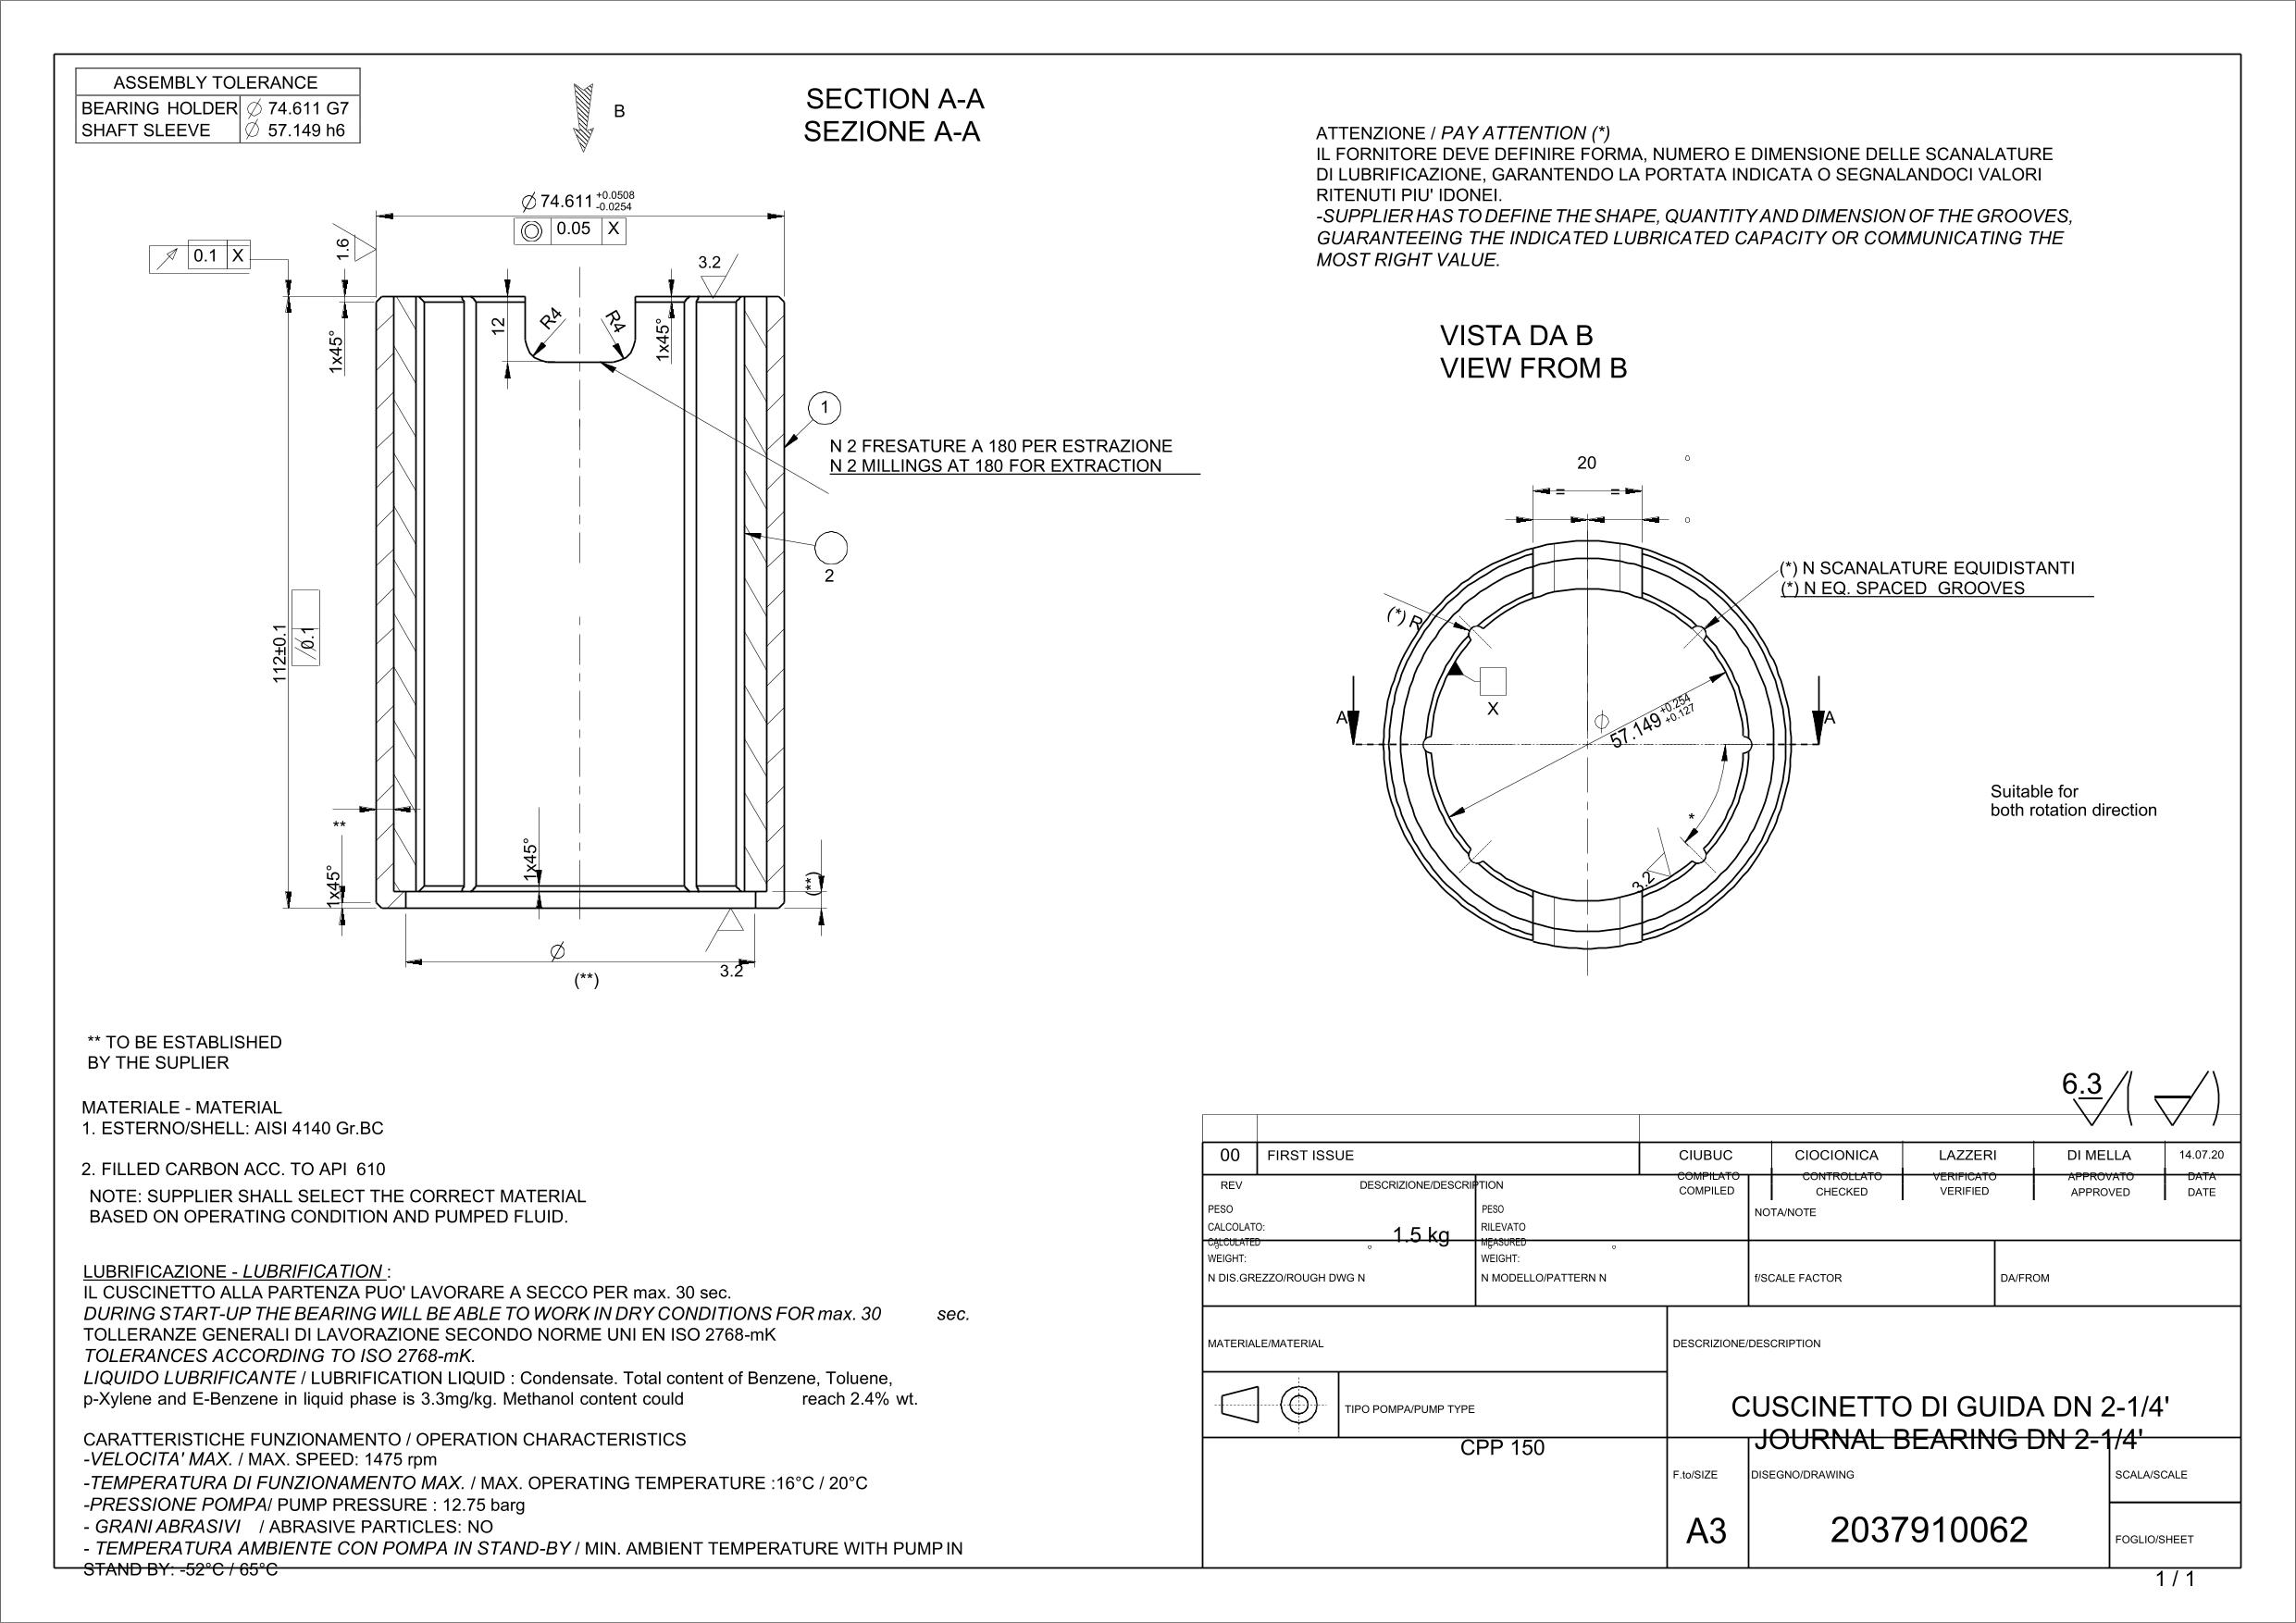 ASSEMBLY TOLERANCE
BEARING HOLDER ∅ 74.611 G7
SHAFT SLEEVE ∅ 57.149 h6
B
SECTION A-A
SEZIONE A-A
ATTENZIONE / PAY ATTENTION (*)
IL FORNITORE DEVE DEFINIRE FORMA, NUMERO E DIMENSIONE DELLE SCANALATURE
DI LUBRIFICAZIONE, GARANTENDO LA PORTATA INDICATA O SEGNALANDOCI VALORI
RITENUTI PIU' IDONEI.
-SUPPLIER HAS TO DEFINE THE SHAPE, QUANTITY AND DIMENSION OF THE GROOVES,
GUARANTEEING THE INDICATED LUBRICATED CAPACITY OR COMMUNICATING THE
MOST RIGHT VALUE.
∅ 74.611 +0.0508 -0.0254
◎ 0.05 X
0.1 X
1.6
3.2
12
R4
R4
1x45°
1x45°
1
N 2 FRESATURE A 180 PER ESTRAZIONE
N 2 MILLINGS AT 180 FOR EXTRACTION
2
112±0.1
0.1
**
1x45°
1x45°
(**)
∅
(**)
3.2
VISTA DA B
VIEW FROM B
20
= =
(*) N SCANALATURE EQUIDISTANTI
(*) N EQ. SPACED GROOVES
(*) R
X
∅
57.149 +0.254 +0.127
A
A
*
3.2
Suitable for
both rotation direction
** TO BE ESTABLISHED
BY THE SUPLIER
MATERIALE - MATERIAL
1. ESTERNO/SHELL: AISI 4140 Gr.BC
2. FILLED CARBON ACC. TO API 610
NOTE: SUPPLIER SHALL SELECT THE CORRECT MATERIAL
BASED ON OPERATING CONDITION AND PUMPED FLUID.
LUBRIFICAZIONE - LUBRIFICATION :
IL CUSCINETTO ALLA PARTENZA PUO' LAVORARE A SECCO PER max. 30 sec.
DURING START-UP THE BEARING WILL BE ABLE TO WORK IN DRY CONDITIONS FOR max. 30 sec.
TOLLERANZE GENERALI DI LAVORAZIONE SECONDO NORME UNI EN ISO 2768-mK
TOLERANCES ACCORDING TO ISO 2768-mK.
LIQUIDO LUBRIFICANTE / LUBRIFICATION LIQUID : Condensate. Total content of Benzene, Toluene,
p-Xylene and E-Benzene in liquid phase is 3.3mg/kg. Methanol content could reach 2.4% wt.
CARATTERISTICHE FUNZIONAMENTO / OPERATION CHARACTERISTICS
-VELOCITA' MAX. / MAX. SPEED: 1475 rpm
-TEMPERATURA DI FUNZIONAMENTO MAX. / MAX. OPERATING TEMPERATURE :16°C / 20°C
-PRESSIONE POMPA/ PUMP PRESSURE : 12.75 barg
- GRANI ABRASIVI / ABRASIVE PARTICLES: NO
- TEMPERATURA AMBIENTE CON POMPA IN STAND-BY / MIN. AMBIENT TEMPERATURE WITH PUMP IN
STAND BY: -52°C / 65°C
6.3
00 FIRST ISSUE CIUBUC CIOCIONICA LAZZERI DI MELLA 14.07.20
COMPILATO CONTROLLATO VERIFICATO APPROVATO DATA
REV DESCRIZIONE/DESCRIPTION COMPILED CHECKED VERIFIED APPROVED DATE
PESO PESO NOTA/NOTE
CALCOLATO: 1.5 kg RILEVATO
CALCULATED MEASURED
WEIGHT: WEIGHT:
N DIS.GREZZO/ROUGH DWG N N MODELLO/PATTERN N f/SCALE FACTOR DA/FROM
MATERIALE/MATERIAL DESCRIZIONE/DESCRIPTION
TIPO POMPA/PUMP TYPE
CPP 150
CUSCINETTO DI GUIDA DN 2-1/4'
JOURNAL BEARING DN 2-1/4'
F.to/SIZE DISEGNO/DRAWING SCALA/SCALE
A3 2037910062 FOGLIO/SHEET
1 / 1